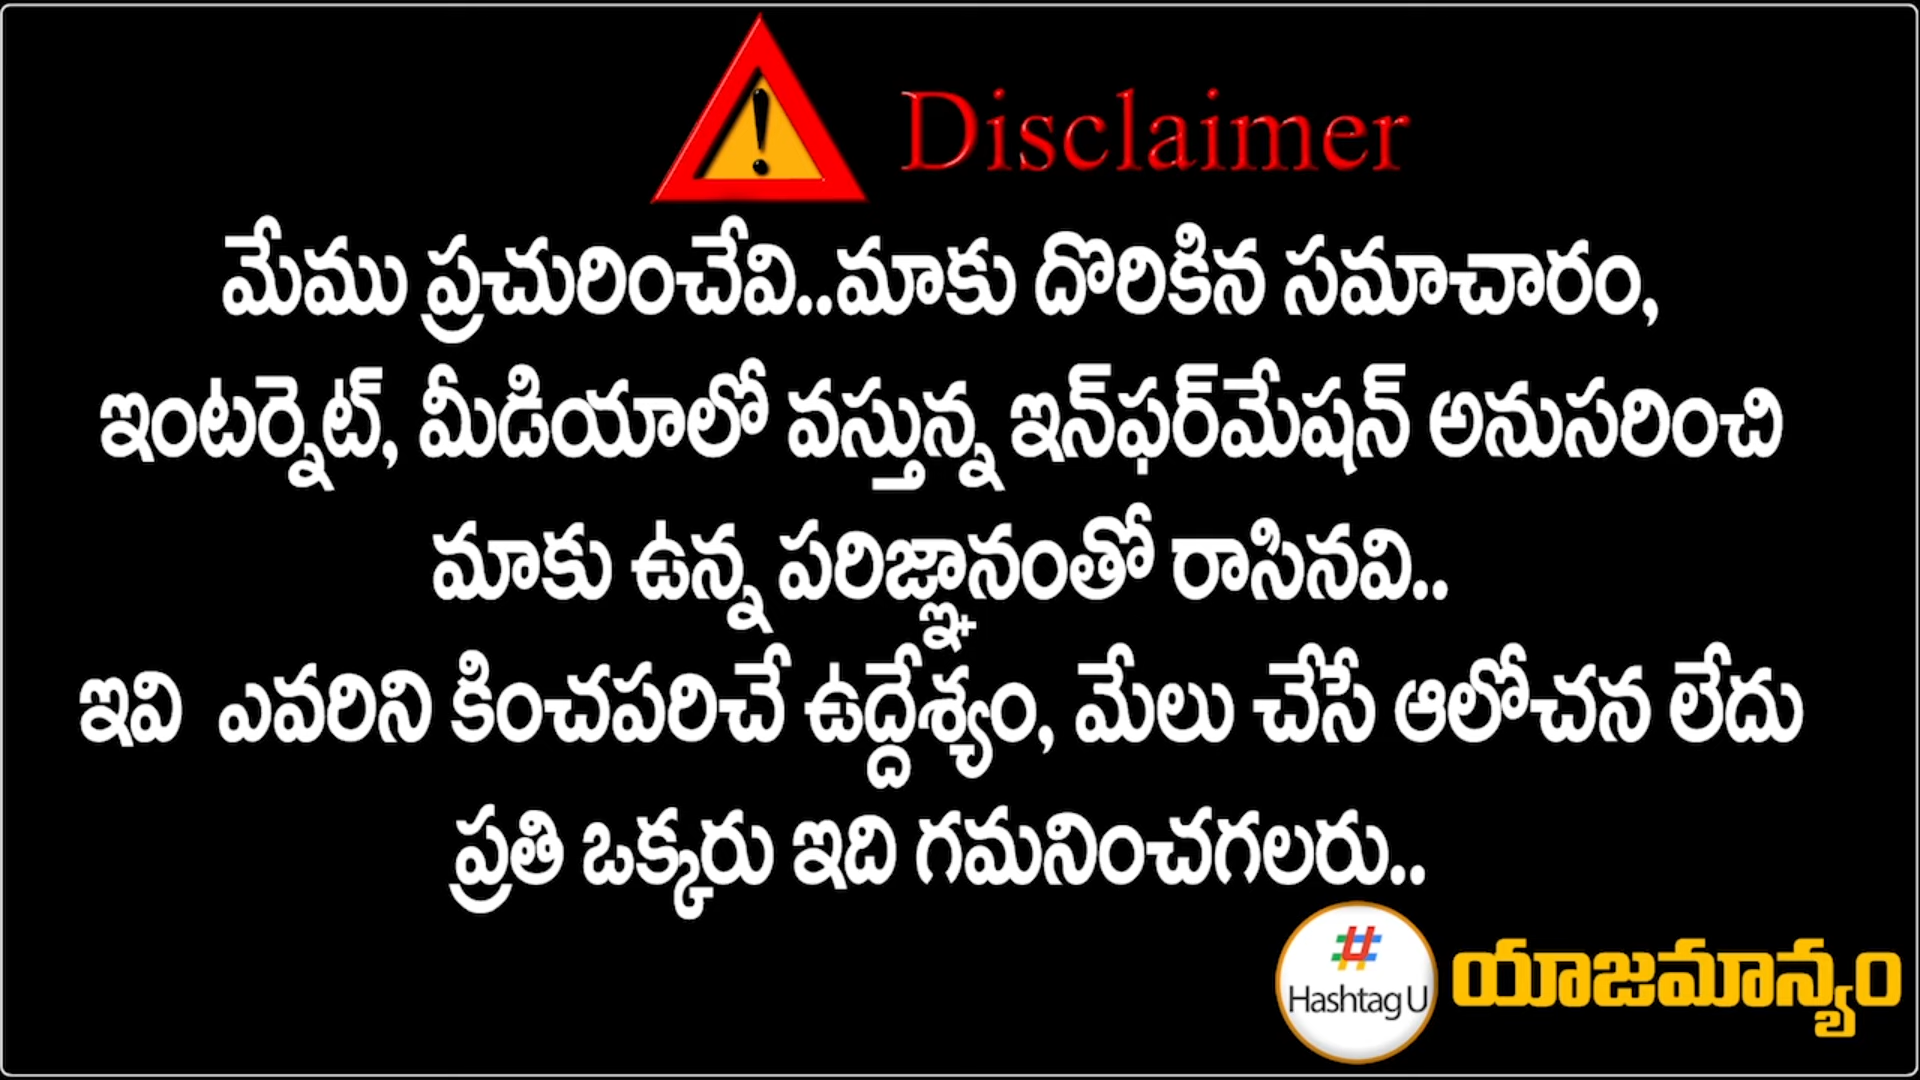 Disclaimer
మేము ప్రచురించేవి..మాకు దొరికిన సమాచారం,
ఇంటర్నెట్, మీడియాలో వస్తున్న ఇన్‌ఫర్‌మేషన్ అనుసరించి
మాకు ఉన్న పరిజ్ఞానంతో రాసినవి..
ఇవి ఎవరిని కించపరిచే ఉద్దేశ్యం, మేలు చేసే ఆలోచన లేదు
ప్రతి ఒక్కరు ఇది గమనించగలరు..
# Hashtag U
యాజమాన్యం